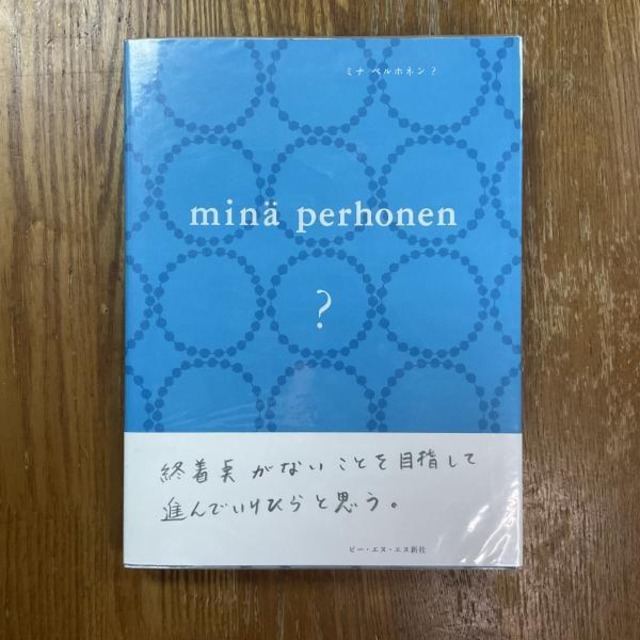 ミナ ペルホネン?
minä perhonen
?
終着点がないことを目指して
進んでいけたらと思う。
ビー・エヌ・エヌ新社